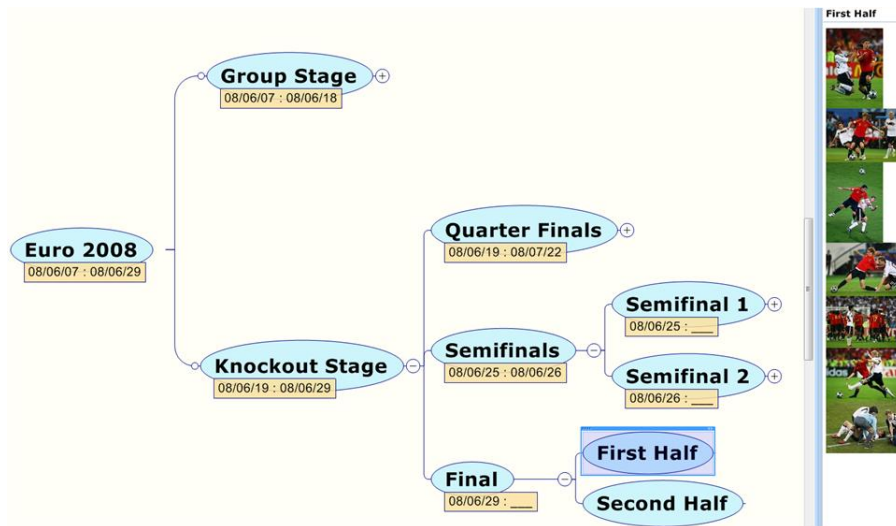 First Half
Group Stage
08/06/07 : 08/06/18
Euro 2008
08/06/07 : 08/06/29
Knockout Stage
08/06/19 : 08/06/29
Quarter Finals
08/06/19 : 08/07/22
Semifinals
08/06/25 : 08/06/26
Semifinal 1
08/06/25 : ___
Semifinal 2
08/06/26 : ___
Final
08/06/29 : ___
First Half
Second Half